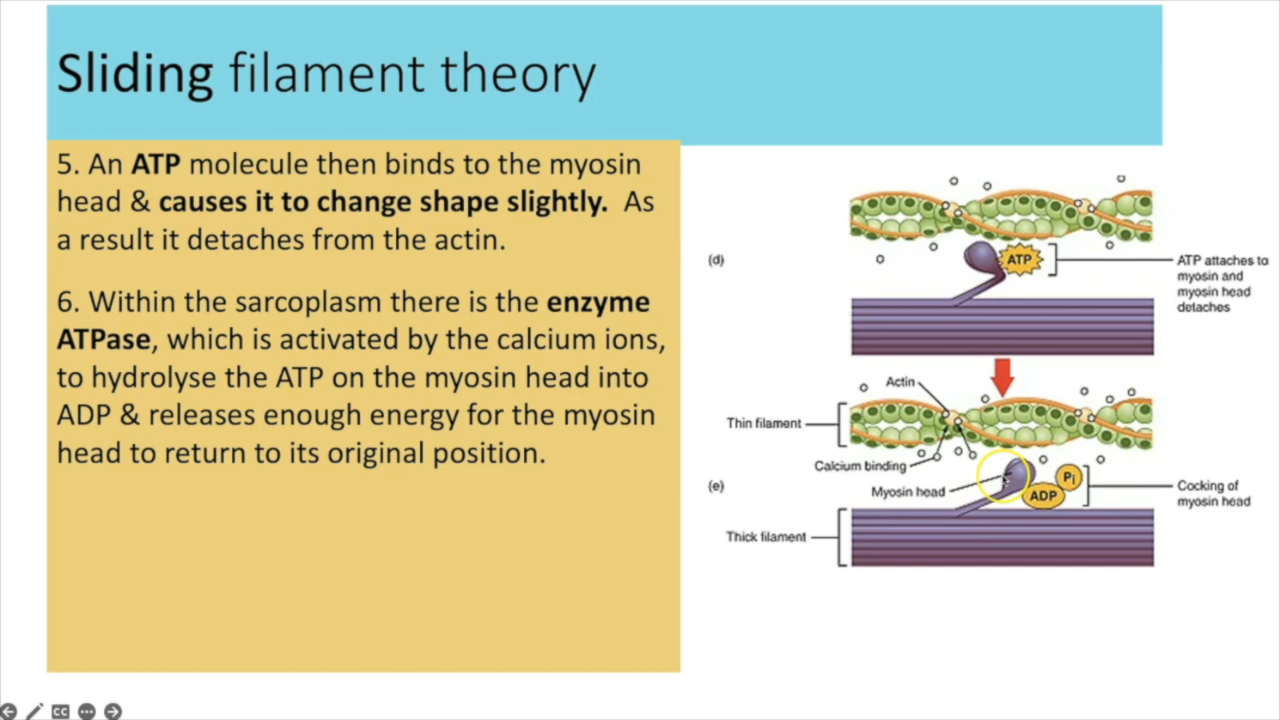 Sliding filament theory
5. An ATP molecule then binds to the myosin
head & causes it to change shape slightly. As
a result it detaches from the actin.
6. Within the sarcoplasm there is the enzyme
ATPase, which is activated by the calcium ions,
to hydrolyse the ATP on the myosin head into
ADP & releases enough energy for the myosin
head to return to its original position.
(d)
ATP
ATP attaches to
myosin and
myosin head
detaches
Actin
Thin filament
Calcium binding
(e)
Myosin head
ADP
Pi
Cocking of
myosin head
Thick filament
CC